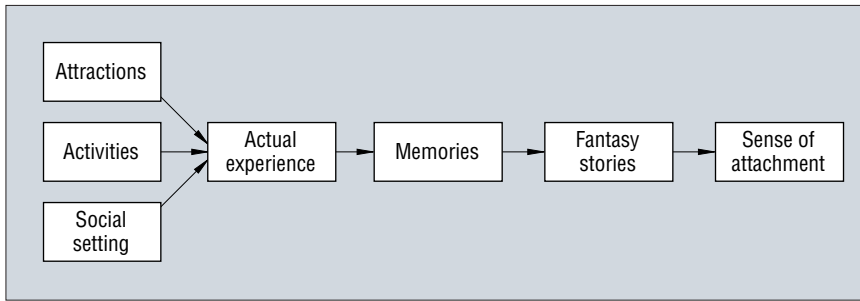 Attractions
Activities
Social
setting
Actual
experience
Memories
Fantasy
stories
Sense of
attachment